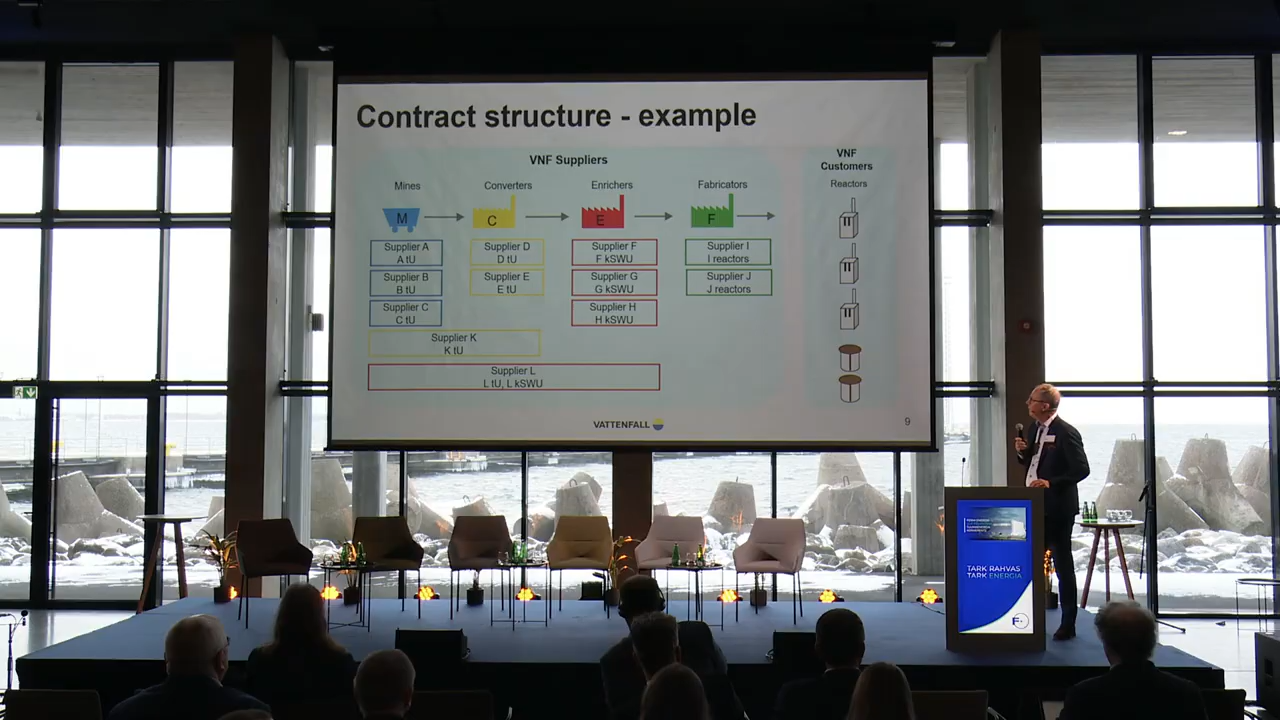 Contract structure - example
VNF Suppliers
VNF
Customers
Mines
Converters
Enrichers
Fabricators
Reactors
M
C
E
F
Supplier A
A tU
Supplier D
D tU
Supplier F
F kSWU
Supplier I
I reactors
Supplier B
B tU
Supplier E
E tU
Supplier G
G kSWU
Supplier J
J reactors
Supplier C
C tU
Supplier H
H kSWU
Supplier K
K tU
Supplier L
L tU, L kSWU
VATTENFALL
9
TARK RAHVAS
TARK ENERGIA